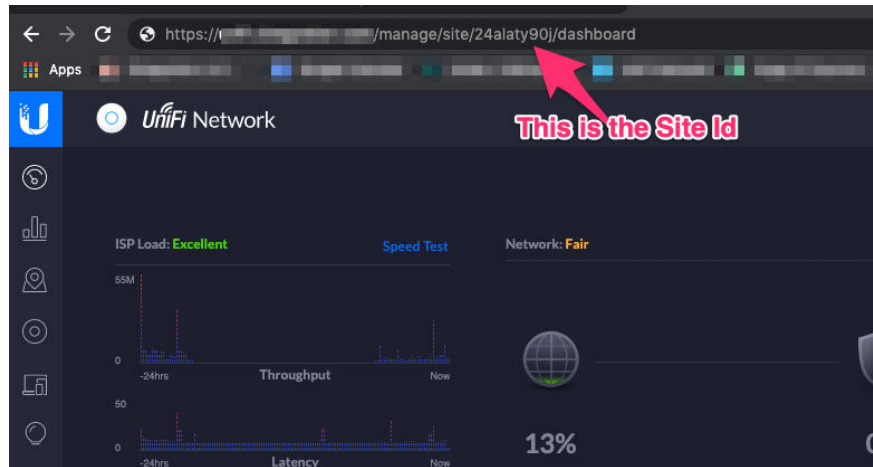 https:// /manage/site/24alaty90j/dashboard
Apps
UniFi Network
This is the Site Id
ISP Load: Excellent
Speed Test
Network: Fair
55M
0
-24hrs
Throughput
Now
50
0
13%
-24hrs
Latency
Now